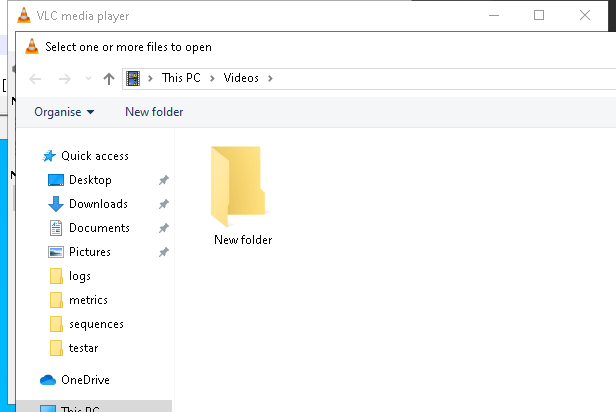 VLC media player
Select one or more files to open
This PC
Videos
Organise
New folder
Quick access
Desktop
Downloads
Documents
Pictures
logs
metrics
sequences
testar
OneDrive
This PC
New folder